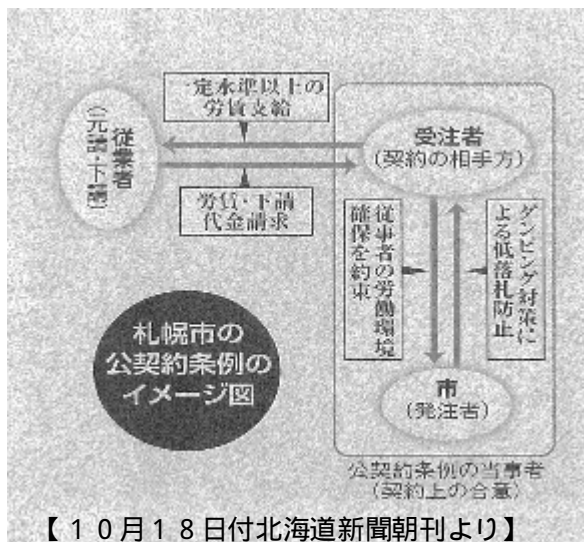 一定水準以上の
労賃支給
従業者
(元請・下請)
受注者
(契約の相手方)
労賃・下請
代金請求
従事者の労働環境
確保を約束
ダンピング対策に
よる低落札防止
札幌市の
公契約条例の
イメージ図
市
(発注者)
公契約条例の当事者
(契約上の合意)
【10月18日付北海道新聞朝刊より】